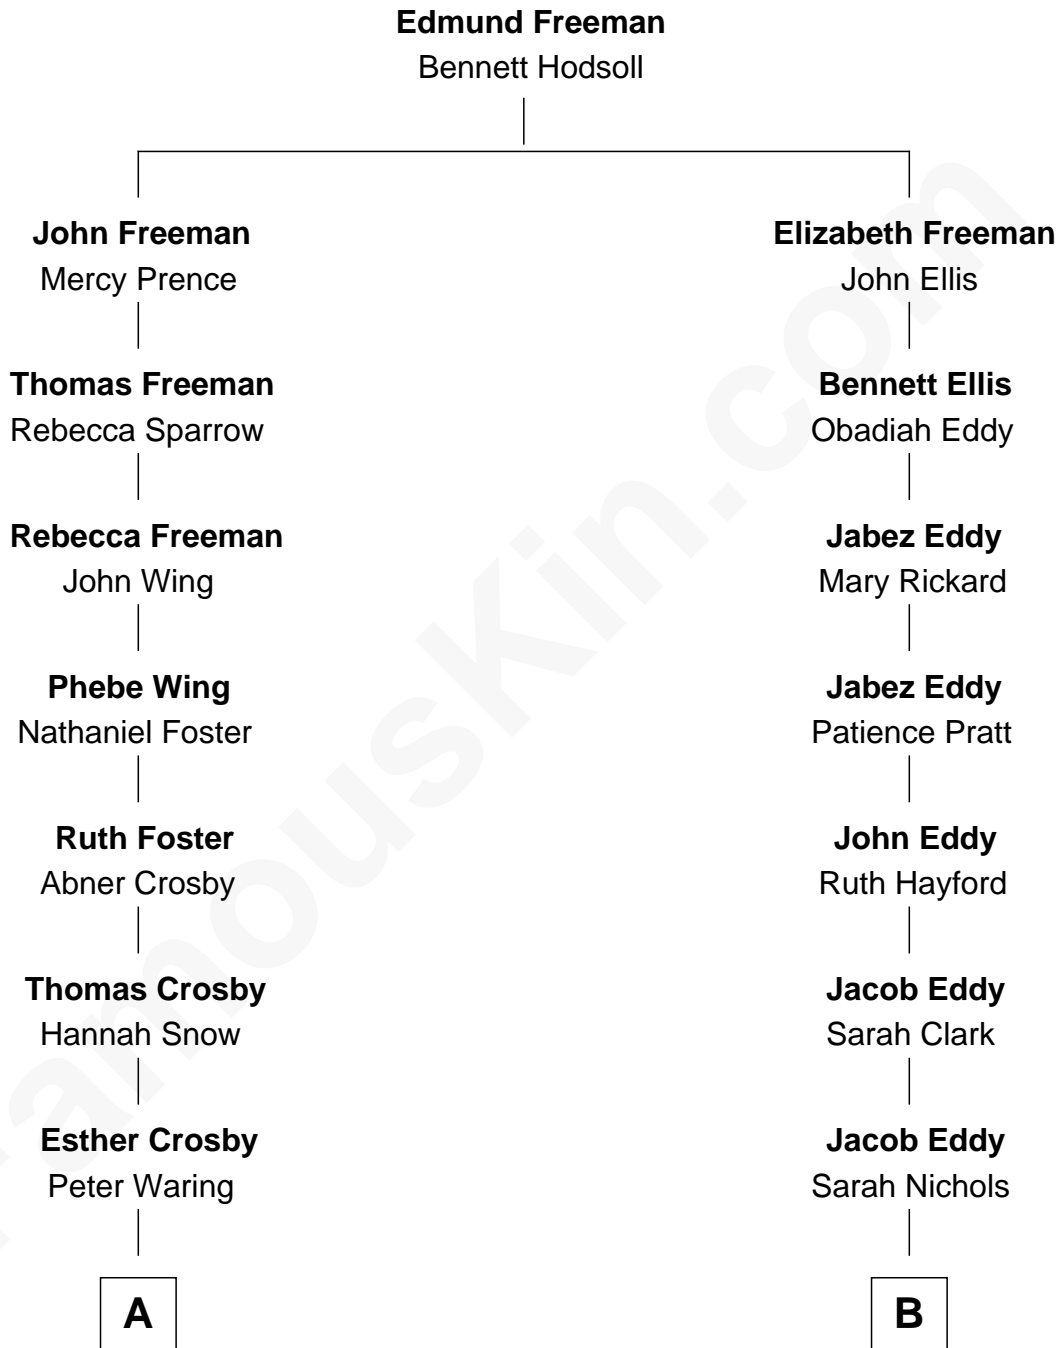 Edmund Freeman
Bennett Hodsoll
John Freeman
Mercy Prence
Thomas Freeman
Rebecca Sparrow
Rebecca Freeman
John Wing
Phebe Wing
Nathaniel Foster
Ruth Foster
Abner Crosby
Thomas Crosby
Hannah Snow
Esther Crosby
Peter Waring
A
Elizabeth Freeman
John Ellis
Bennett Ellis
Obadiah Eddy
Jabez Eddy
Mary Rickard
Jabez Eddy
Patience Pratt
John Eddy
Ruth Hayford
Jacob Eddy
Sarah Clark
Jacob Eddy
Sarah Nichols
B
FamousKin.com